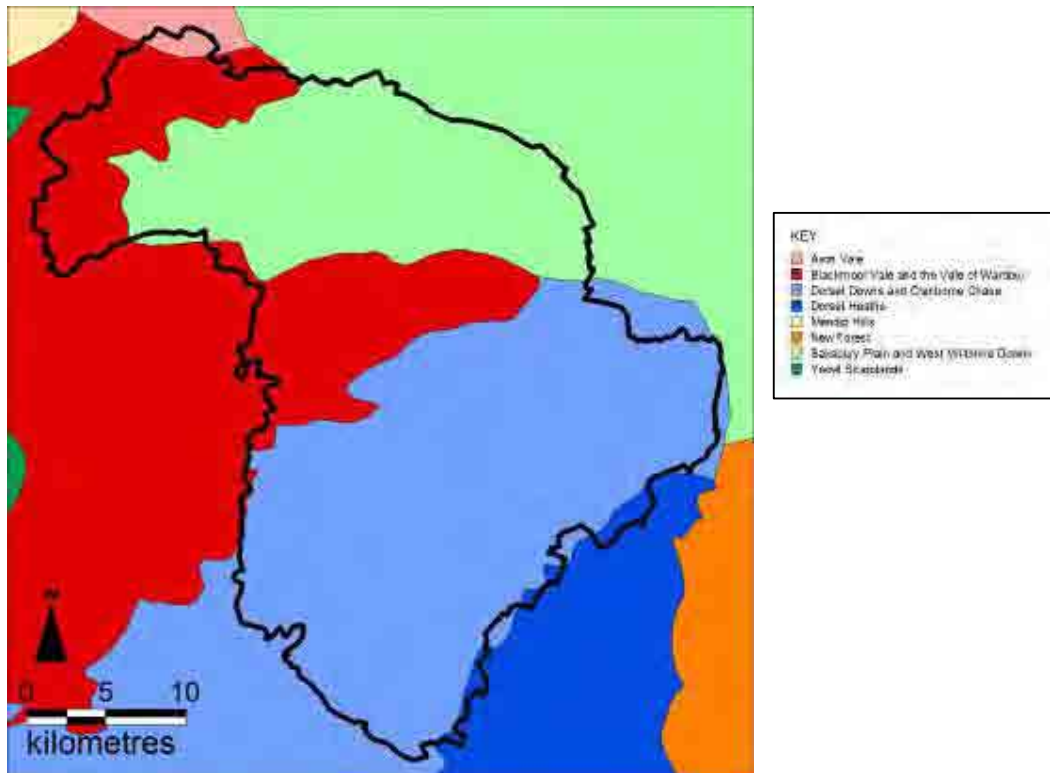 N
0 5 10
kilometres
KEY
Avon Vale
Blackmoor Vale and the Vale of Wardour
Dorset Downs and Cranborne Chase
Dorset Heaths
Mendip Hills
New Forest
Salisbury Plain and West Wiltshire Downs
Yeovil Scarplands